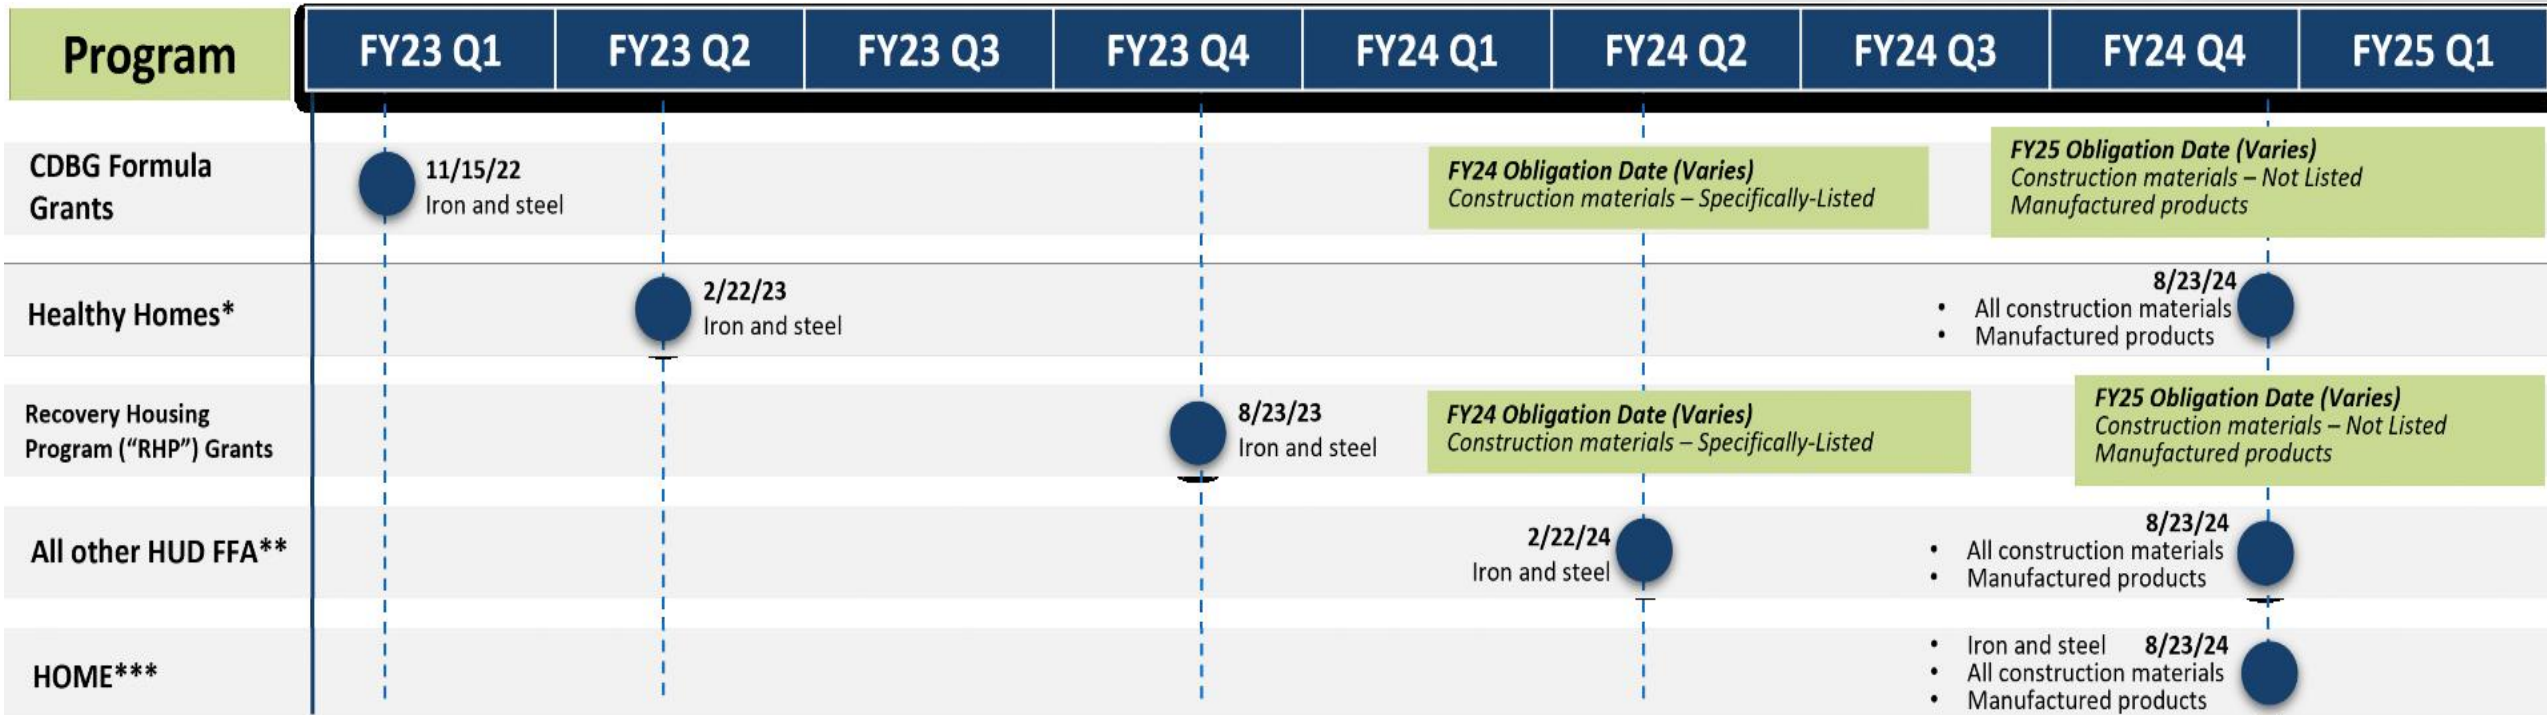 Program
FY23 Q1
FY23 Q2
FY23 Q3
FY23 Q4
FY24 Q1
FY24 Q2
FY24 Q3
FY24 Q4
FY25 Q1
CDBG Formula
Grants
11/15/22
Iron and steel
FY24 Obligation Date (Varies)
Construction materials – Specifically-Listed
FY25 Obligation Date (Varies)
Construction materials – Not Listed
Manufactured products
Healthy Homes*
2/22/23
Iron and steel
8/23/24
• All construction materials
• Manufactured products
Recovery Housing
Program (“RHP”) Grants
8/23/23
Iron and steel
FY24 Obligation Date (Varies)
Construction materials – Specifically-Listed
FY25 Obligation Date (Varies)
Construction materials – Not Listed
Manufactured products
All other HUD FFA**
2/22/24
Iron and steel
8/23/24
• All construction materials
• Manufactured products
HOME***
• Iron and steel 8/23/24
• All construction materials
• Manufactured products